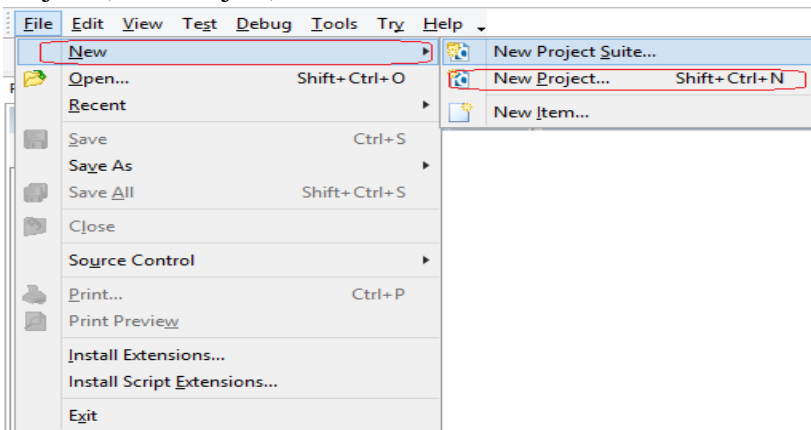 File Edit View Test Debug Tools Try Help
New
New Project Suite...
Open... Shift+Ctrl+O
New Project... Shift+Ctrl+N
Recent
New Item...
Save Ctrl+S
Save As
Save All Shift+Ctrl+S
Close
Source Control
Print... Ctrl+P
Print Preview
Install Extensions...
Install Script Extensions...
Exit